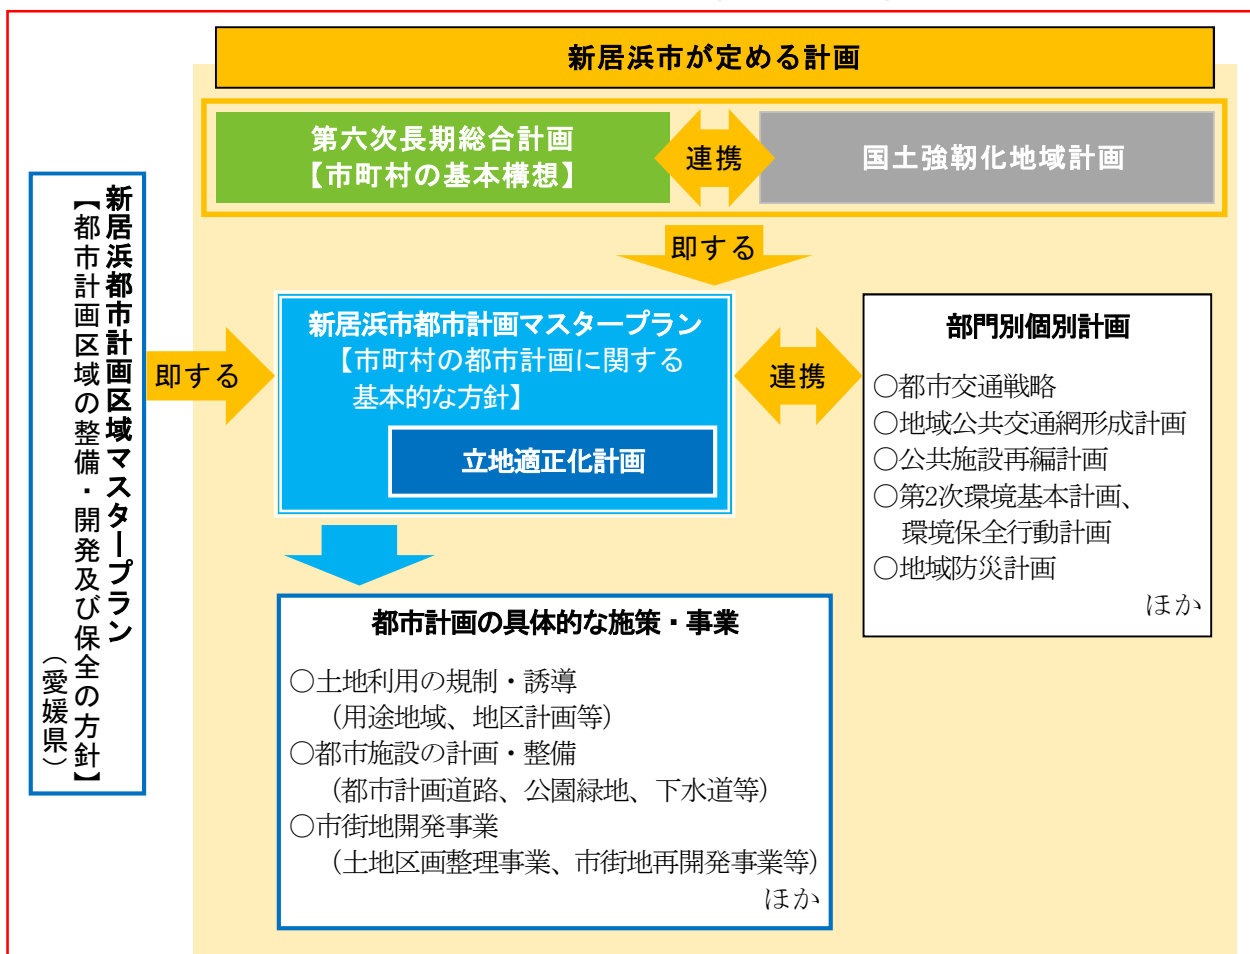 新居浜市が定める計画
第六次長期総合計画
【市町村の基本構想】
連携
国土強靭化地域計画
即する
新居浜都市計画区域マスタープラン
【都市計画区域の整備・開発及び保全の方針】
（愛媛県）
即する
新居浜市都市計画マスタープラン
【市町村の都市計画に関する
基本的な方針】
立地適正化計画
連携
部門別個別計画
○都市交通戦略
○地域公共交通網形成計画
○公共施設再編計画
○第2次環境基本計画、
環境保全行動計画
○地域防災計画
ほか
都市計画の具体的な施策・事業
○土地利用の規制・誘導
（用途地域、地区計画等）
○都市施設の計画・整備
（都市計画道路、公園緑地、下水道等）
○市街地開発事業
（土地区画整理事業、市街地再開発事業等）
ほか